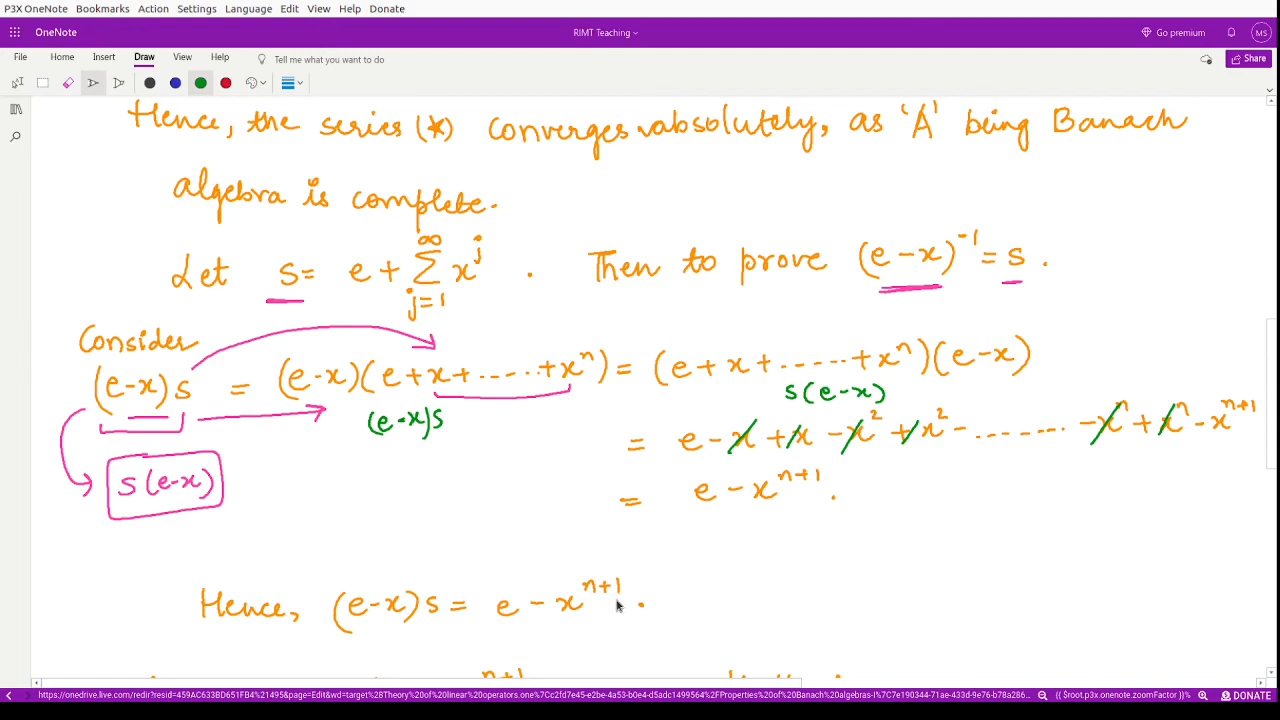 P3X OneNote Bookmarks Action Settings Language Edit View Help Donate
OneNote RIMT Teaching Go premium MS
File Home Insert Draw View Help Tell me what you want to do Share
Hence, the series (*) converges absolutely, as 'A' being Banach
algebra is complete.
Let s = e + ∑_{j=1}^{∞} x^j . Then to prove (e-x)^{-1} = s .
Consider
(e-x)s = (e-x)(e+x+......+x^n) = (e+x+......+x^n)(e-x)
(e-x)s s(e-x)
= e - x + x - x^2 + x^2 - ........ - x^n + x^n - x^{n+1}
s(e-x)
= e - x^{n+1} .
Hence, (e-x)s = e - x^{n+1} .
DONATE